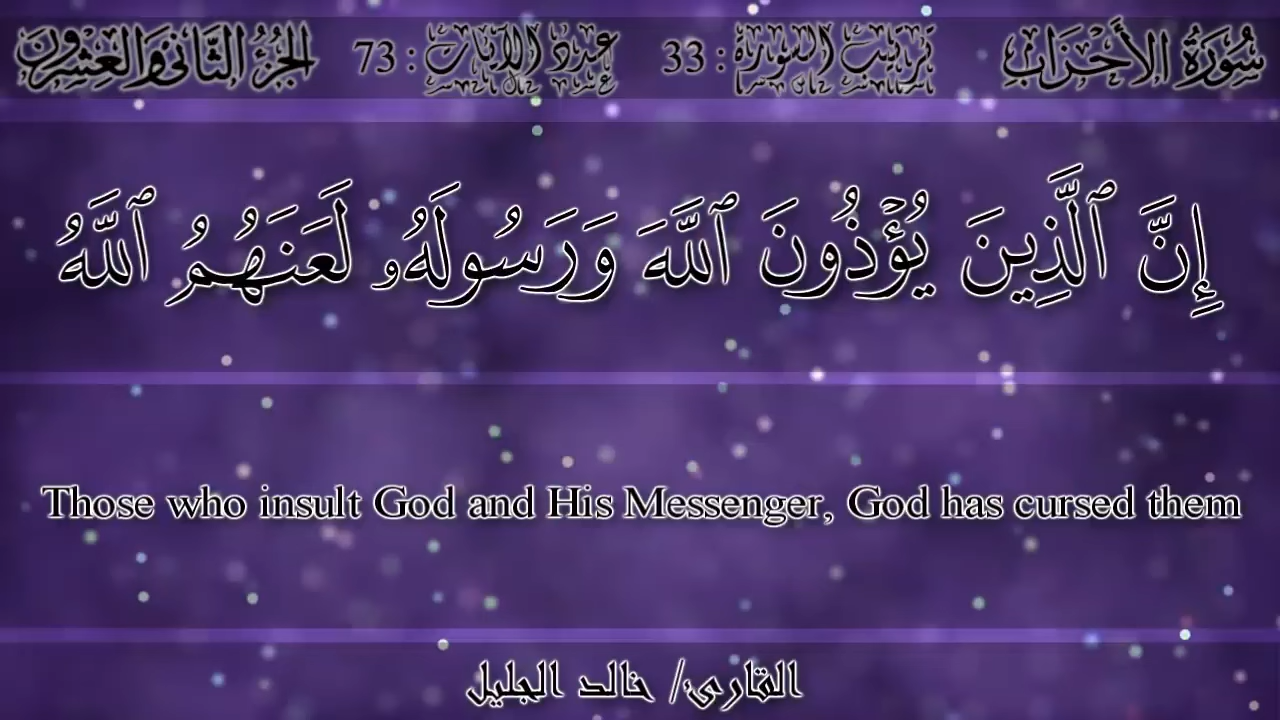 سُورَةُ الأَحْزَابِ ترتيب السورة : 33 عدد الآيات : 73 الجزء الثاني والعشرون
إِنَّ ٱلَّذِينَ يُؤْذُونَ ٱللَّهَ وَرَسُولَهُۥ لَعَنَهُمُ ٱللَّهُ
Those who insult God and His Messenger, God has cursed them
القارئ/ خالد الجليل